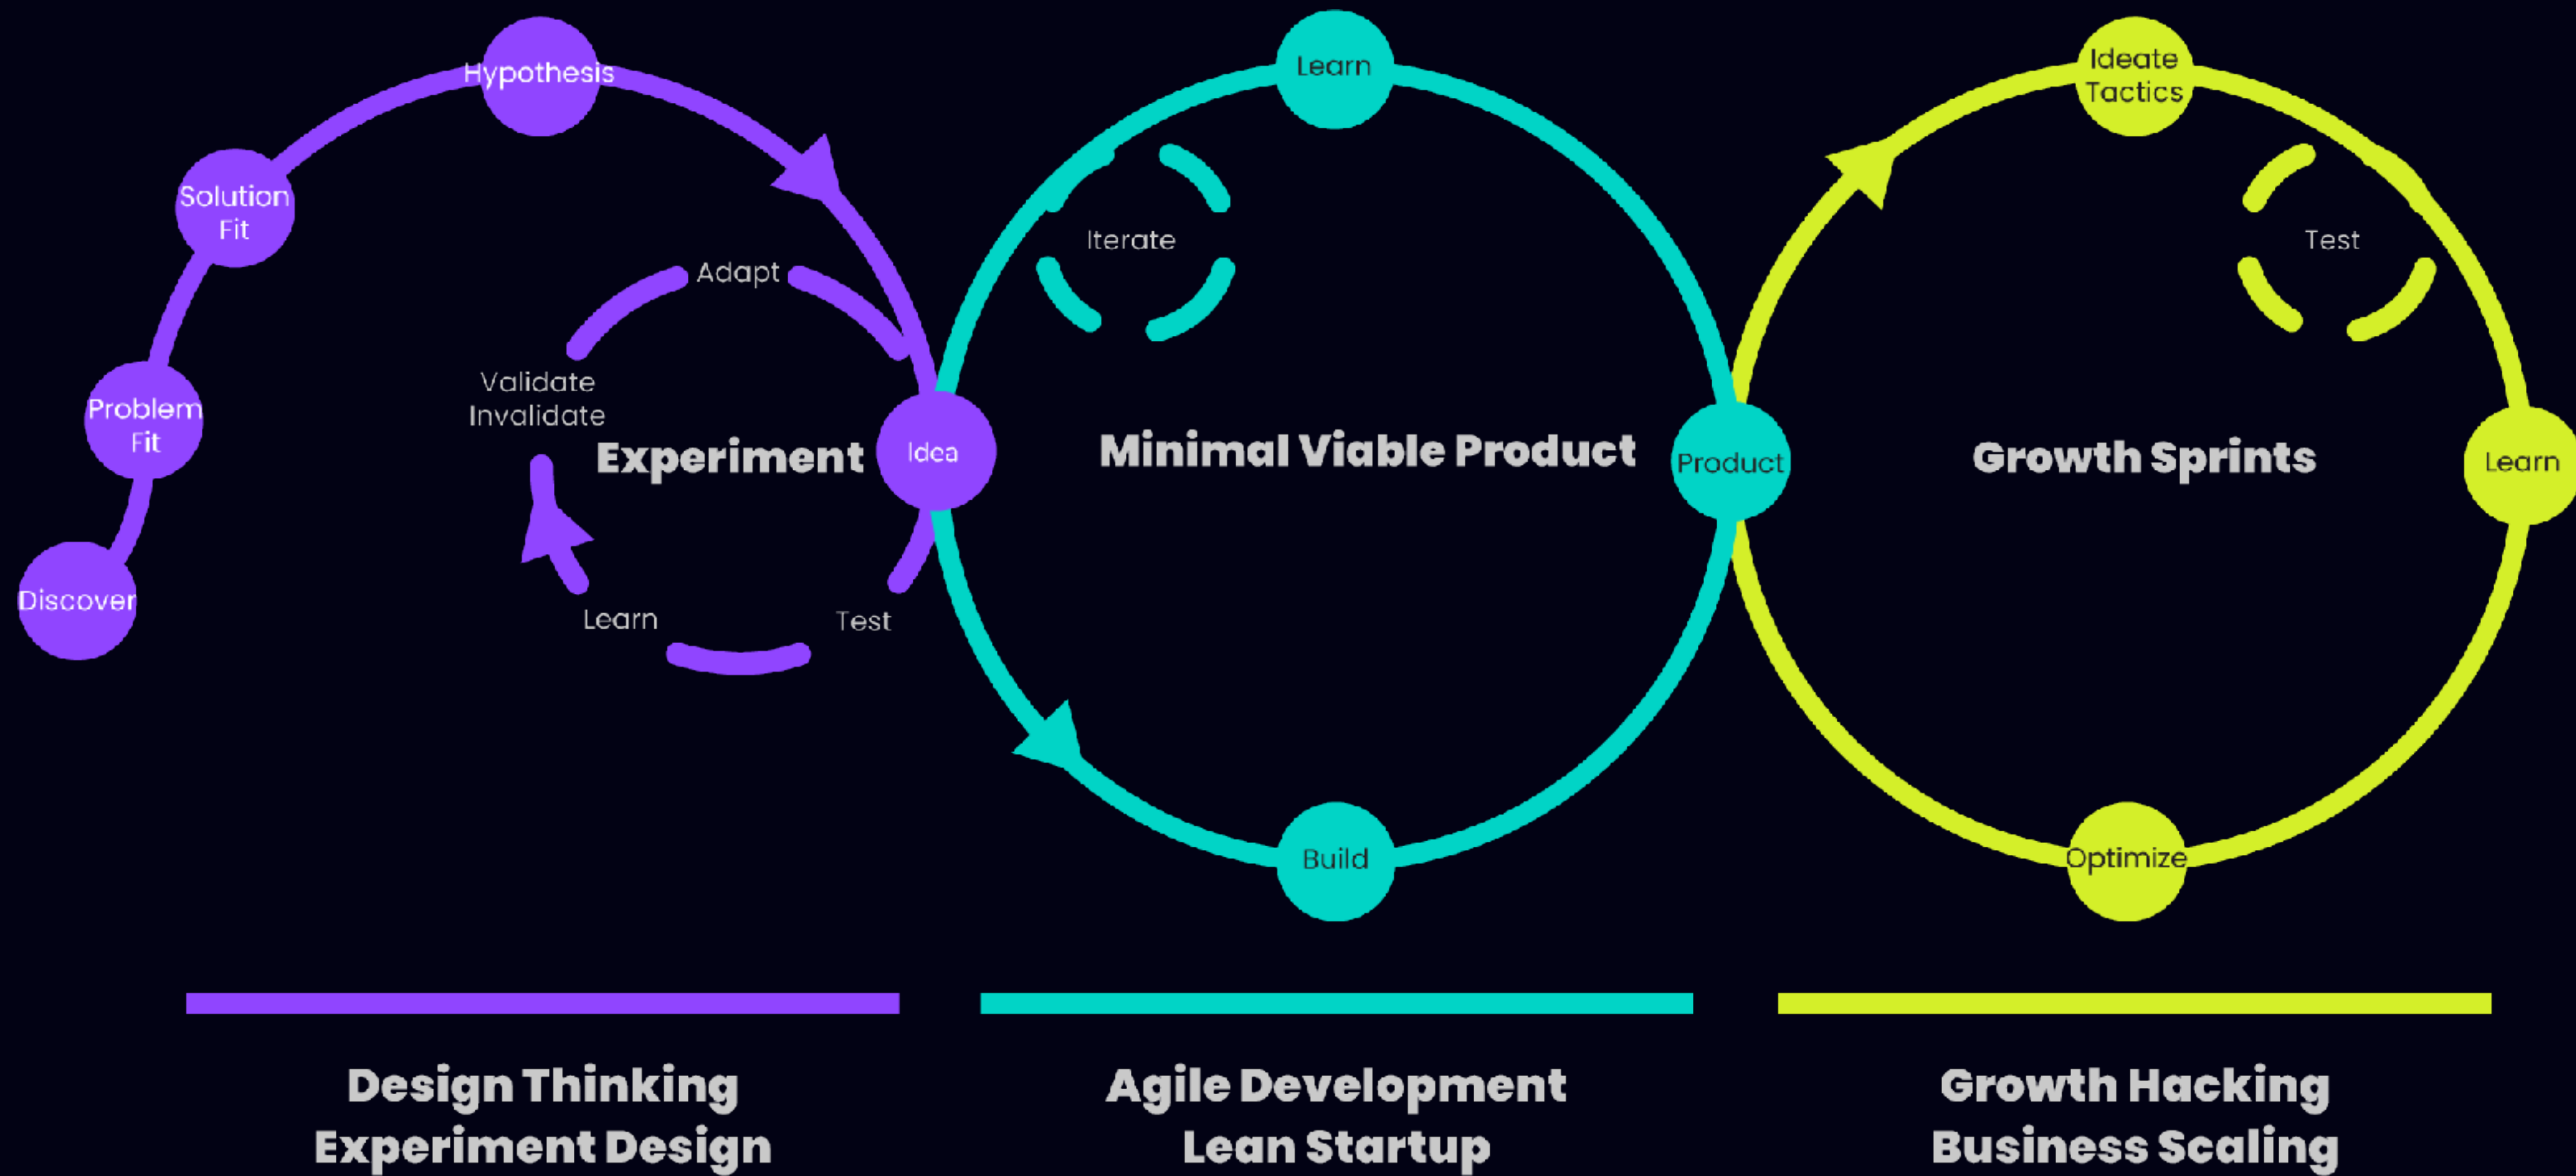 Hypothesis
Solution
Fit
Problem
Fit
Discover
Adapt
Validate
Invalidate
Experiment
Idea
Learn
Test
Learn
Iterate
Minimal Viable Product
Product
Build
Ideate
Tactics
Test
Growth Sprints
Learn
Optimize
Design Thinking
Experiment Design
Agile Development
Lean Startup
Growth Hacking
Business Scaling